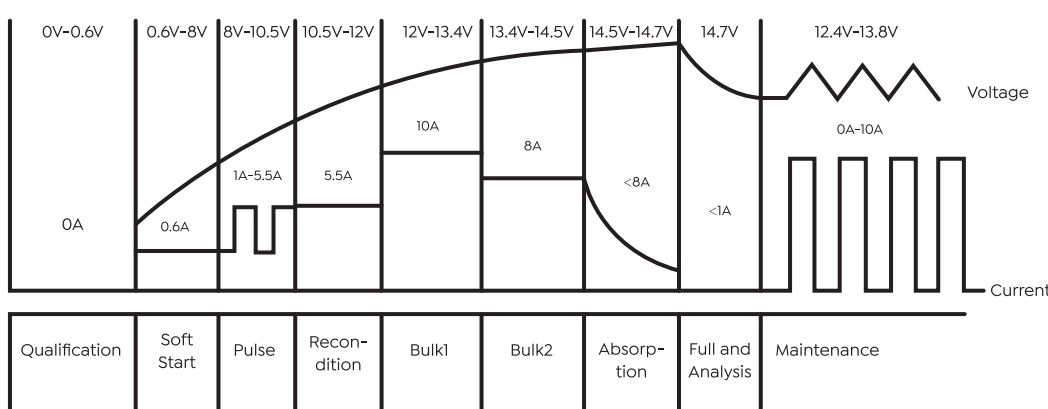 0V-0.6V
0.6V-8V
8V-10.5V
10.5V-12V
12V-13.4V
13.4V-14.5V
14.5V-14.7V
14.7V
12.4V-13.8V
Voltage
0A
0.6A
1A-5.5A
5.5A
10A
8A
<8A
<1A
0A-10A
Current
Qualification
Soft
Start
Pulse
Recon-
dition
Bulk1
Bulk2
Absorp-
tion
Full and
Analysis
Maintenance